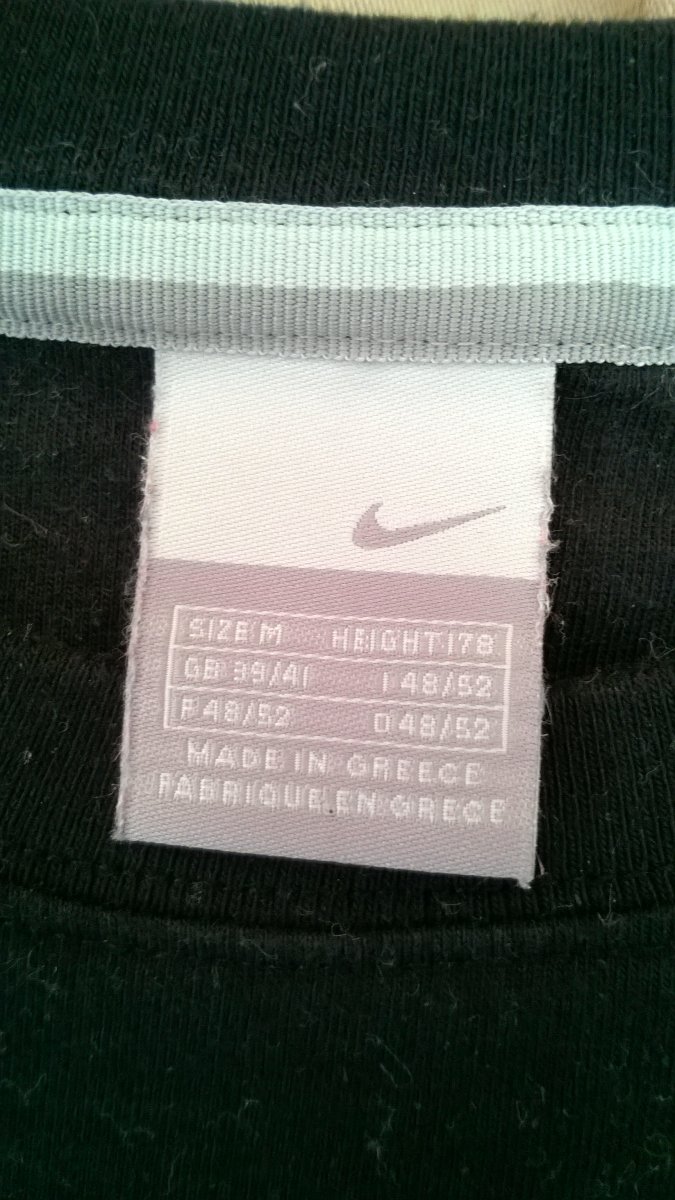 SIZE M HEIGHT 178
GB 39/41 I 48/52
F 48/52 D 48/52
MADE IN GREECE
FABRIQUE EN GRECE